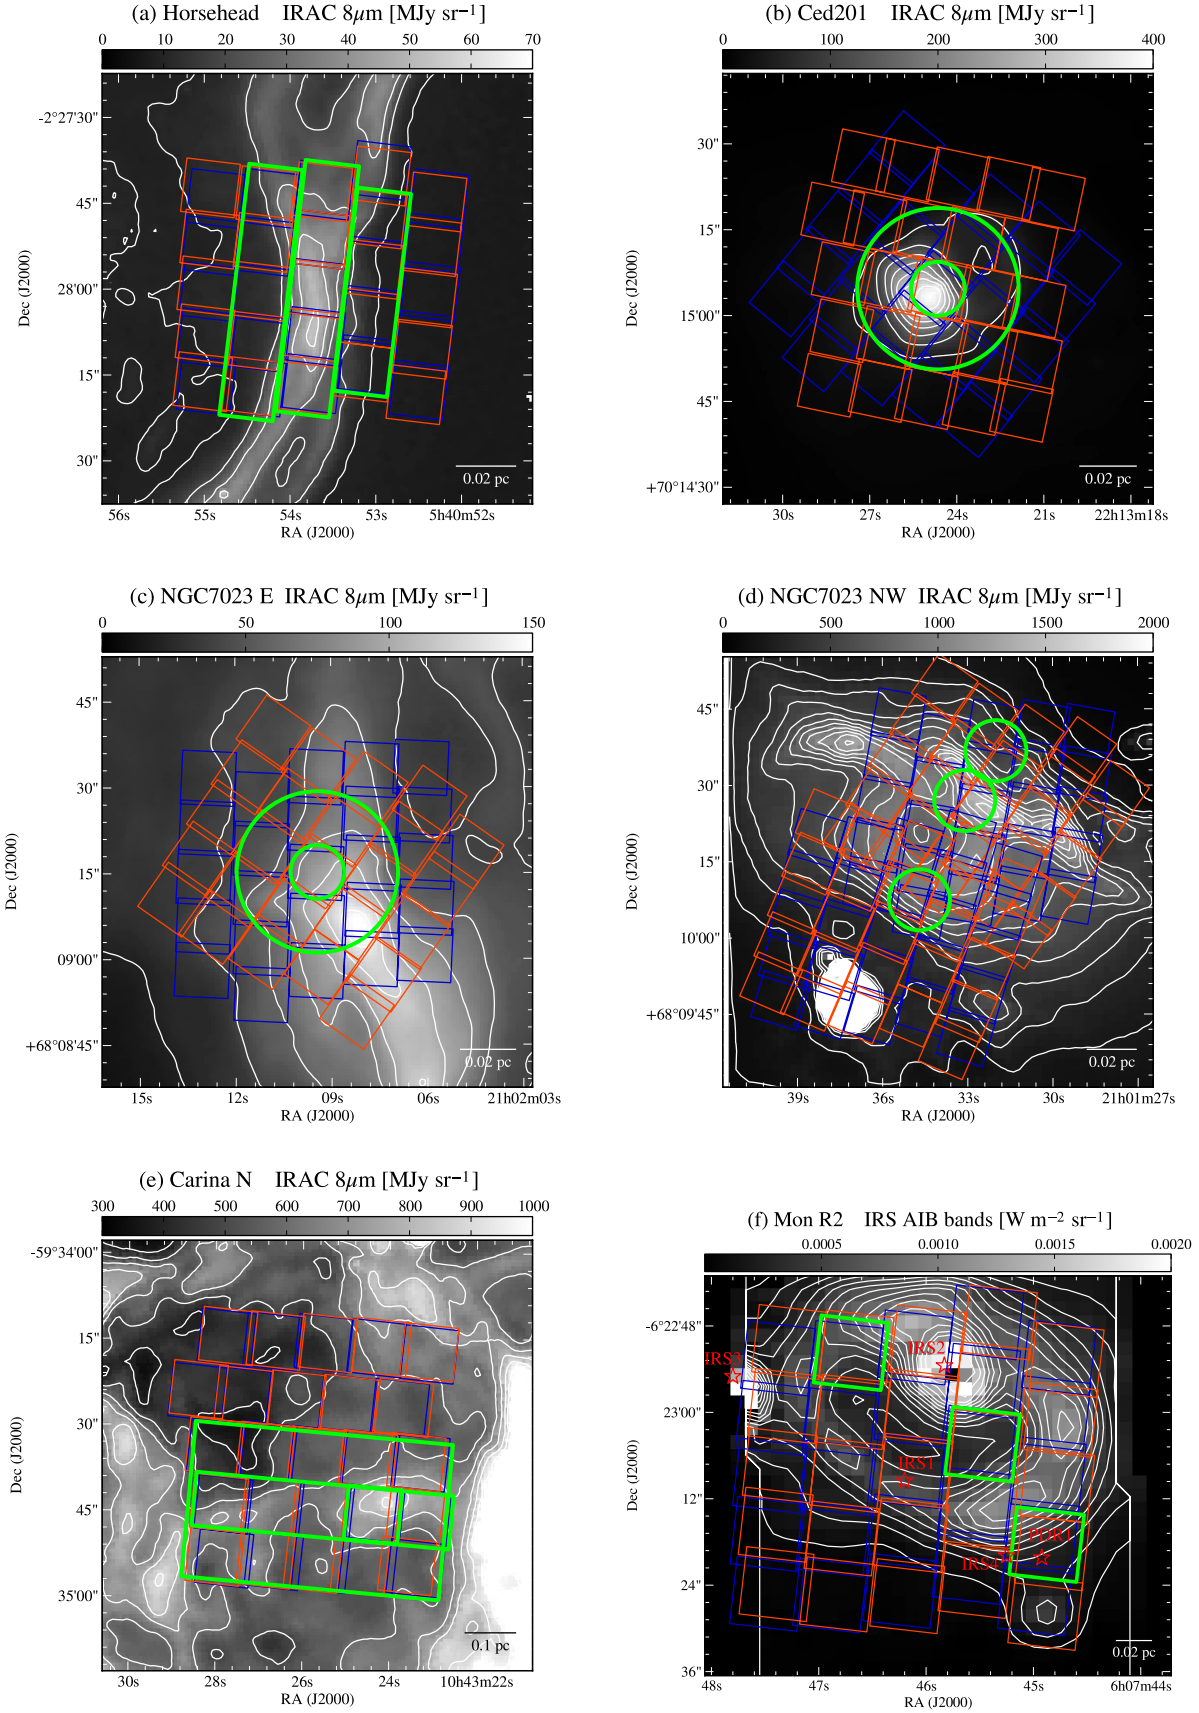 (a) Horsehead IRAC 8μm [MJy sr−1]
0 10 20 30 40 50 60 70
-2°27'30"
45"
28'00"
15"
30"
Dec (J2000)
0.02 pc
56s 55s 54s 53s 5h40m52s
RA (J2000)
(b) Ced201 IRAC 8μm [MJy sr−1]
0 100 200 300 400
30"
15"
15'00"
45"
+70°14'30"
Dec (J2000)
0.02 pc
30s 27s 24s 21s 22h13m18s
RA (J2000)
(c) NGC7023 E IRAC 8μm [MJy sr−1]
0 50 100 150
45"
30"
15"
09'00"
+68°08'45"
Dec (J2000)
0.02 pc
15s 12s 09s 06s 21h02m03s
RA (J2000)
(d) NGC7023 NW IRAC 8μm [MJy sr−1]
0 500 1000 1500 2000
45"
30"
15"
10'00"
+68°09'45"
Dec (J2000)
0.02 pc
39s 36s 33s 30s 21h01m27s
RA (J2000)
(e) Carina N IRAC 8μm [MJy sr−1]
300 400 500 600 700 800 900 1000
-59°34'00"
15"
30"
45"
35'00"
Dec (J2000)
0.1 pc
30s 28s 26s 24s 10h43m22s
RA (J2000)
(f) Mon R2 IRS AIB bands [W m−2 sr−1]
0.0005 0.0010 0.0015 0.0020
-6°22'48"
23'00"
12"
24"
36"
Dec (J2000)
IRS3
IRS2
IRS1
PDR1
0.02 pc
48s 47s 46s 45s 6h07m44s
RA (J2000)